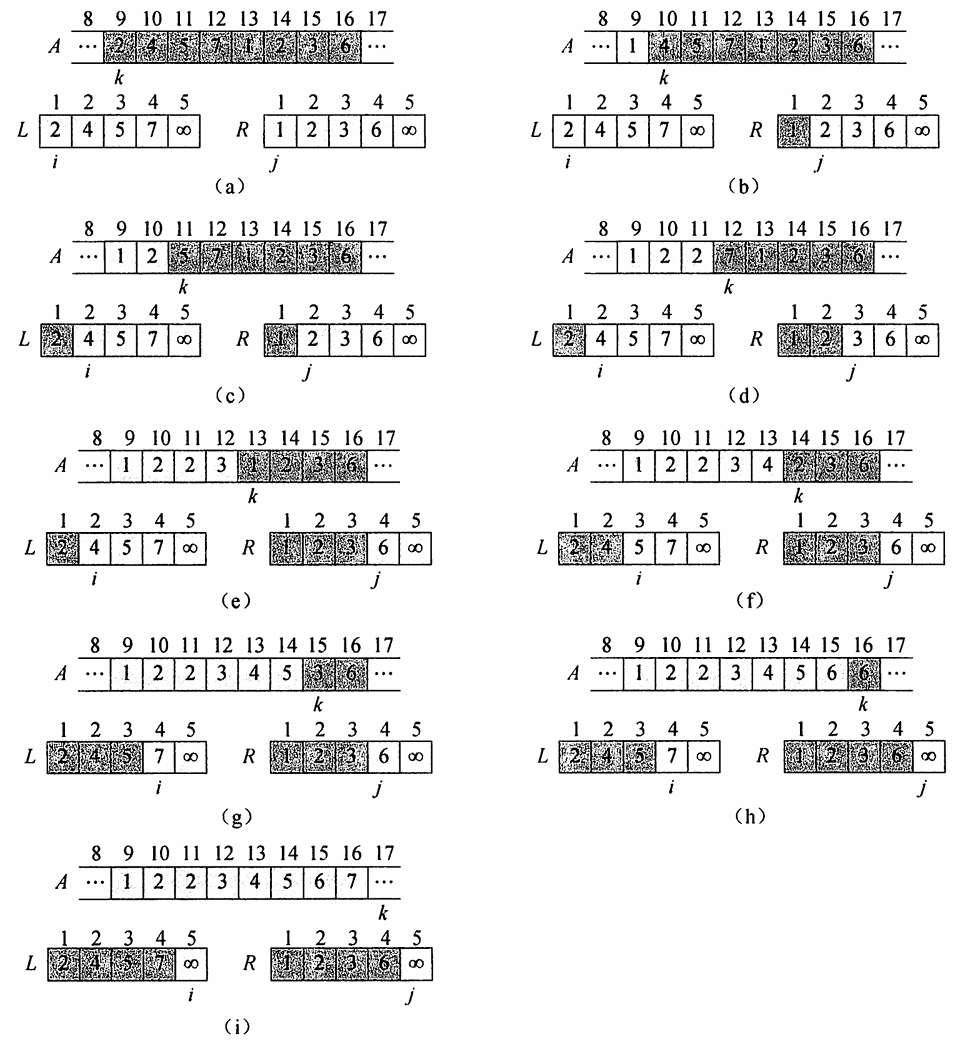 8 9 10 11 12 13 14 15 16 17
A ··· 2 4 5 7 1 2 3 6 ···
k
1 2 3 4 5 1 2 3 4 5
L 2 4 5 7 ∞ R 1 2 3 6 ∞
i j
(a)
8 9 10 11 12 13 14 15 16 17
A ··· 1 4 5 7 1 2 3 6 ···
k
1 2 3 4 5 1 2 3 4 5
L 2 4 5 7 ∞ R 1 2 3 6 ∞
i j
(b)
8 9 10 11 12 13 14 15 16 17
A ··· 1 2 5 7 1 2 3 6 ···
k
1 2 3 4 5 1 2 3 4 5
L 2 4 5 7 ∞ R 1 2 3 6 ∞
i j
(c)
8 9 10 11 12 13 14 15 16 17
A ··· 1 2 2 7 1 2 3 6 ···
k
1 2 3 4 5 1 2 3 4 5
L 2 4 5 7 ∞ R 1 2 3 6 ∞
i j
(d)
8 9 10 11 12 13 14 15 16 17
A ··· 1 2 2 3 1 2 3 6 ···
k
1 2 3 4 5 1 2 3 4 5
L 2 4 5 7 ∞ R 1 2 3 6 ∞
i j
(e)
8 9 10 11 12 13 14 15 16 17
A ··· 1 2 2 3 4 2 3 6 ···
k
1 2 3 4 5 1 2 3 4 5
L 2 4 5 7 ∞ R 1 2 3 6 ∞
i j
(f)
8 9 10 11 12 13 14 15 16 17
A ··· 1 2 2 3 4 5 3 6 ···
k
1 2 3 4 5 1 2 3 4 5
L 2 4 5 7 ∞ R 1 2 3 6 ∞
i j
(g)
8 9 10 11 12 13 14 15 16 17
A ··· 1 2 2 3 4 5 6 6 ···
k
1 2 3 4 5 1 2 3 4 5
L 2 4 5 7 ∞ R 1 2 3 6 ∞
i j
(h)
8 9 10 11 12 13 14 15 16 17
A ··· 1 2 2 3 4 5 6 7 ···
k
1 2 3 4 5 1 2 3 4 5
L 2 4 5 7 ∞ R 1 2 3 6 ∞
i j
(i)